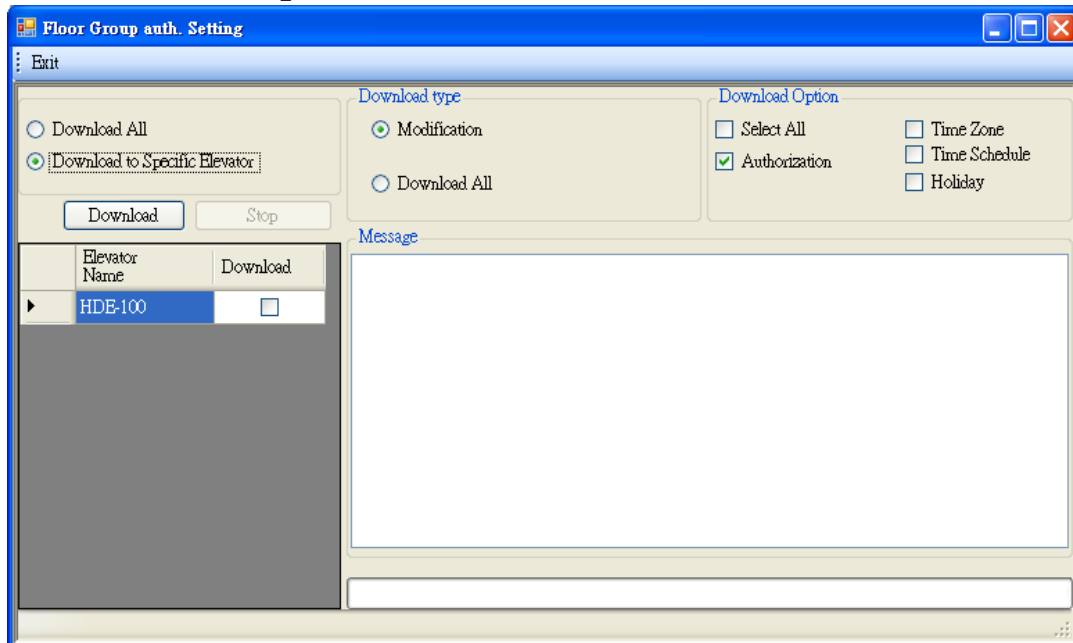 Floor Group auth. Setting
Exit
Download All
Download to Specific Elevator
Download
Stop
Elevator
Name
Download
HDE-100
Download type
Modification
Download All
Download Option
Select All
Time Zone
Authorization
Time Schedule
Holiday
Message